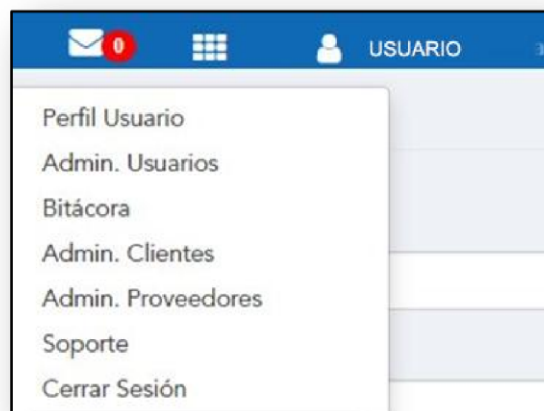 0
USUARIO
Perfil Usuario
Admin. Usuarios
Bitácora
Admin. Clientes
Admin. Proveedores
Soporte
Cerrar Sesión